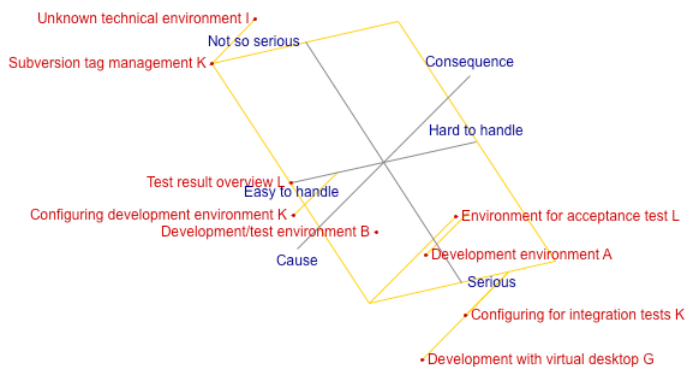 Unknown technical environment I
Not so serious
Subversion tag management K
Consequence
Hard to handle
Test result overview L
Easy to handle
Configuring development environment K
Environment for acceptance test L
Development/test environment B
Development environment A
Cause
Serious
Configuring for integration tests K
Development with virtual desktop G